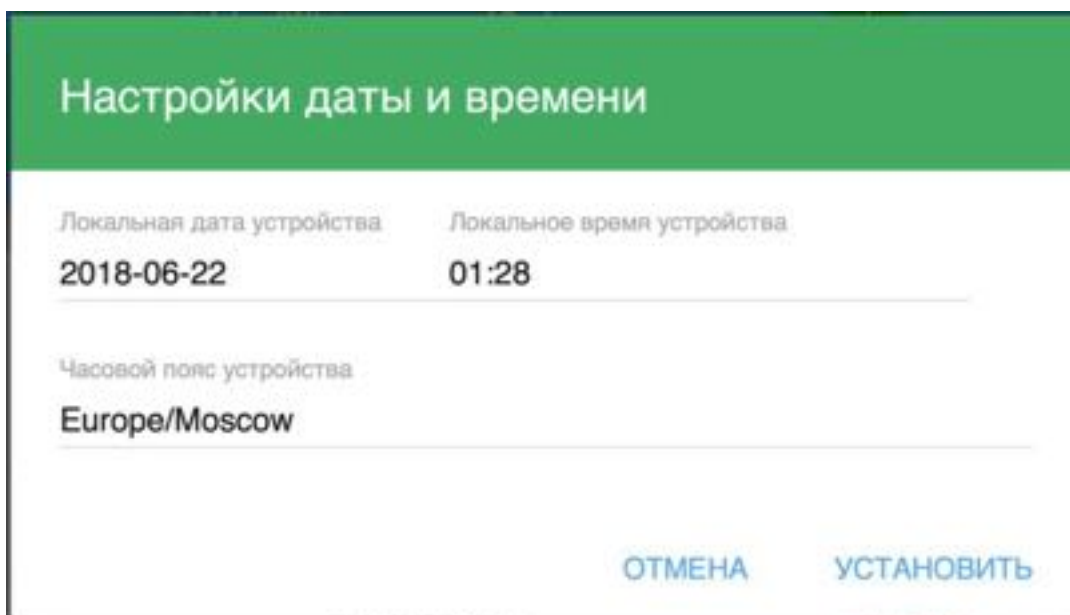 Настройки даты и времени
Локальная дата устройства Локальное время устройства
2018-06-22 01:28
Часовой пояс устройства
Europe/Moscow
ОТМЕНА УСТАНОВИТЬ